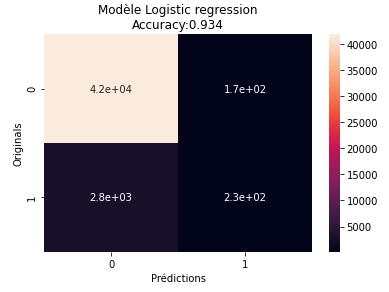 Modèle Logistic regression
Accuracy:0.934
Originals
0
4.2e+04
1.7e+02
1
2.8e+03
2.3e+02
0
1
Prédictions
40000
35000
30000
25000
20000
15000
10000
5000